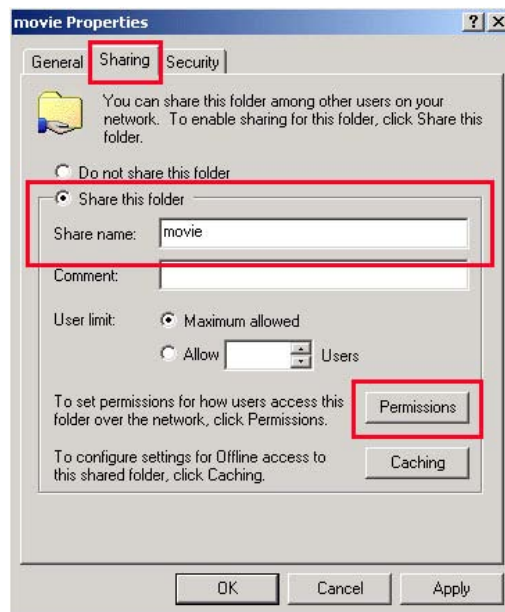 movie Properties
General Sharing Security
You can share this folder among other users on your
network. To enable sharing for this folder, click Share this
folder.
Do not share this folder
Share this folder
Share name: movie
Comment:
User limit: Maximum allowed
Allow Users
To set permissions for how users access this
folder over the network, click Permissions.
Permissions
To configure settings for Offline access to
this shared folder, click Caching.
Caching
OK Cancel Apply